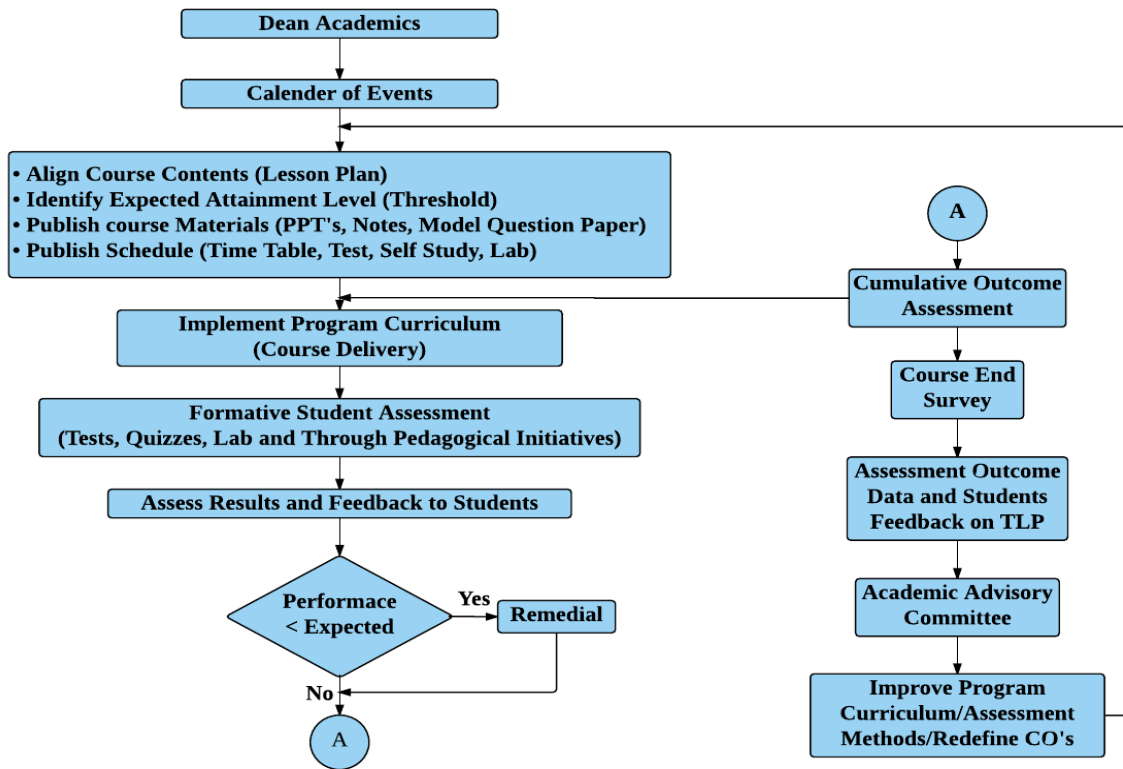 Dean Academics
Calender of Events
• Align Course Contents (Lesson Plan)
• Identify Expected Attainment Level (Threshold)
• Publish course Materials (PPT's, Notes, Model Question Paper)
• Publish Schedule (Time Table, Test, Self Study, Lab)
Implement Program Curriculum
(Course Delivery)
Formative Student Assessment
(Tests, Quizzes, Lab and Through Pedagogical Initiatives)
Assess Results and Feedback to Students
Performace
< Expected
Yes
Remedial
No
A
A
Cumulative Outcome
Assessment
Course End
Survey
Assessment Outcome
Data and Students
Feedback on TLP
Academic Advisory
Committee
Improve Program
Curriculum/Assessment
Methods/Redefine CO's